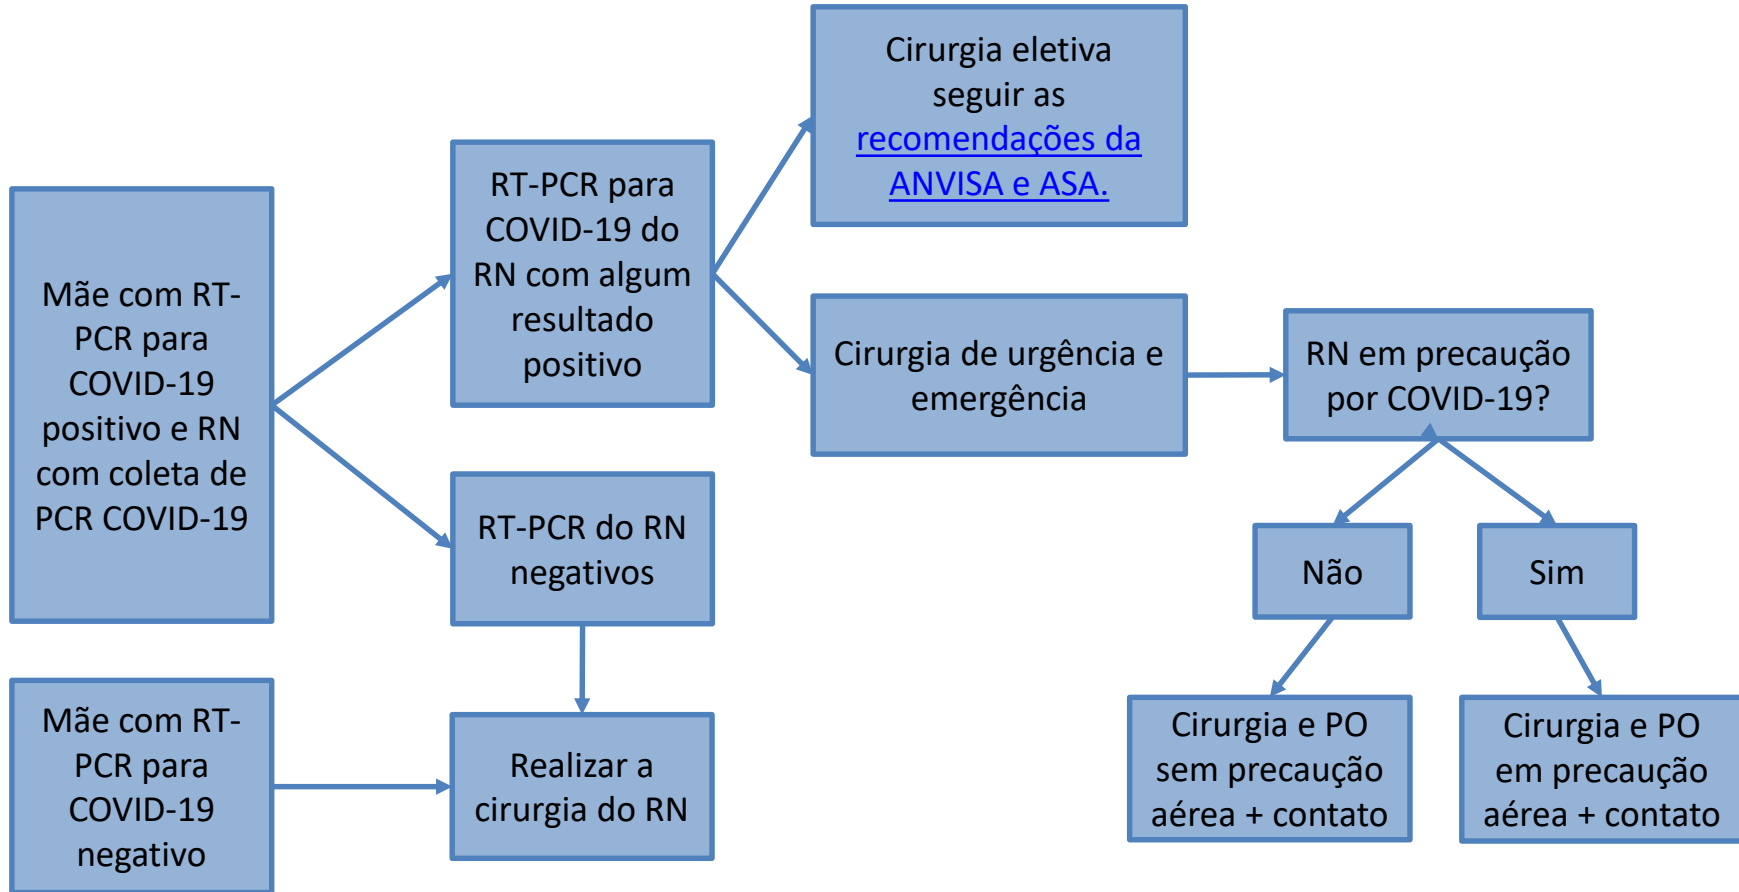 Mãe com RT-
PCR para
COVID-19
positivo e RN
com coleta de
PCR COVID-19
RT-PCR para
COVID-19 do
RN com algum
resultado
positivo
Cirurgia eletiva
seguir as
recomendações da
ANVISA e ASA.
Cirurgia de urgência e
emergência
RN em precaução
por COVID-19?
RT-PCR do RN
negativos
Não
Sim
Mãe com RT-
PCR para
COVID-19
negativo
Realizar a
cirurgia do RN
Cirurgia e PO
sem precaução
aérea + contato
Cirurgia e PO
em precaução
aérea + contato